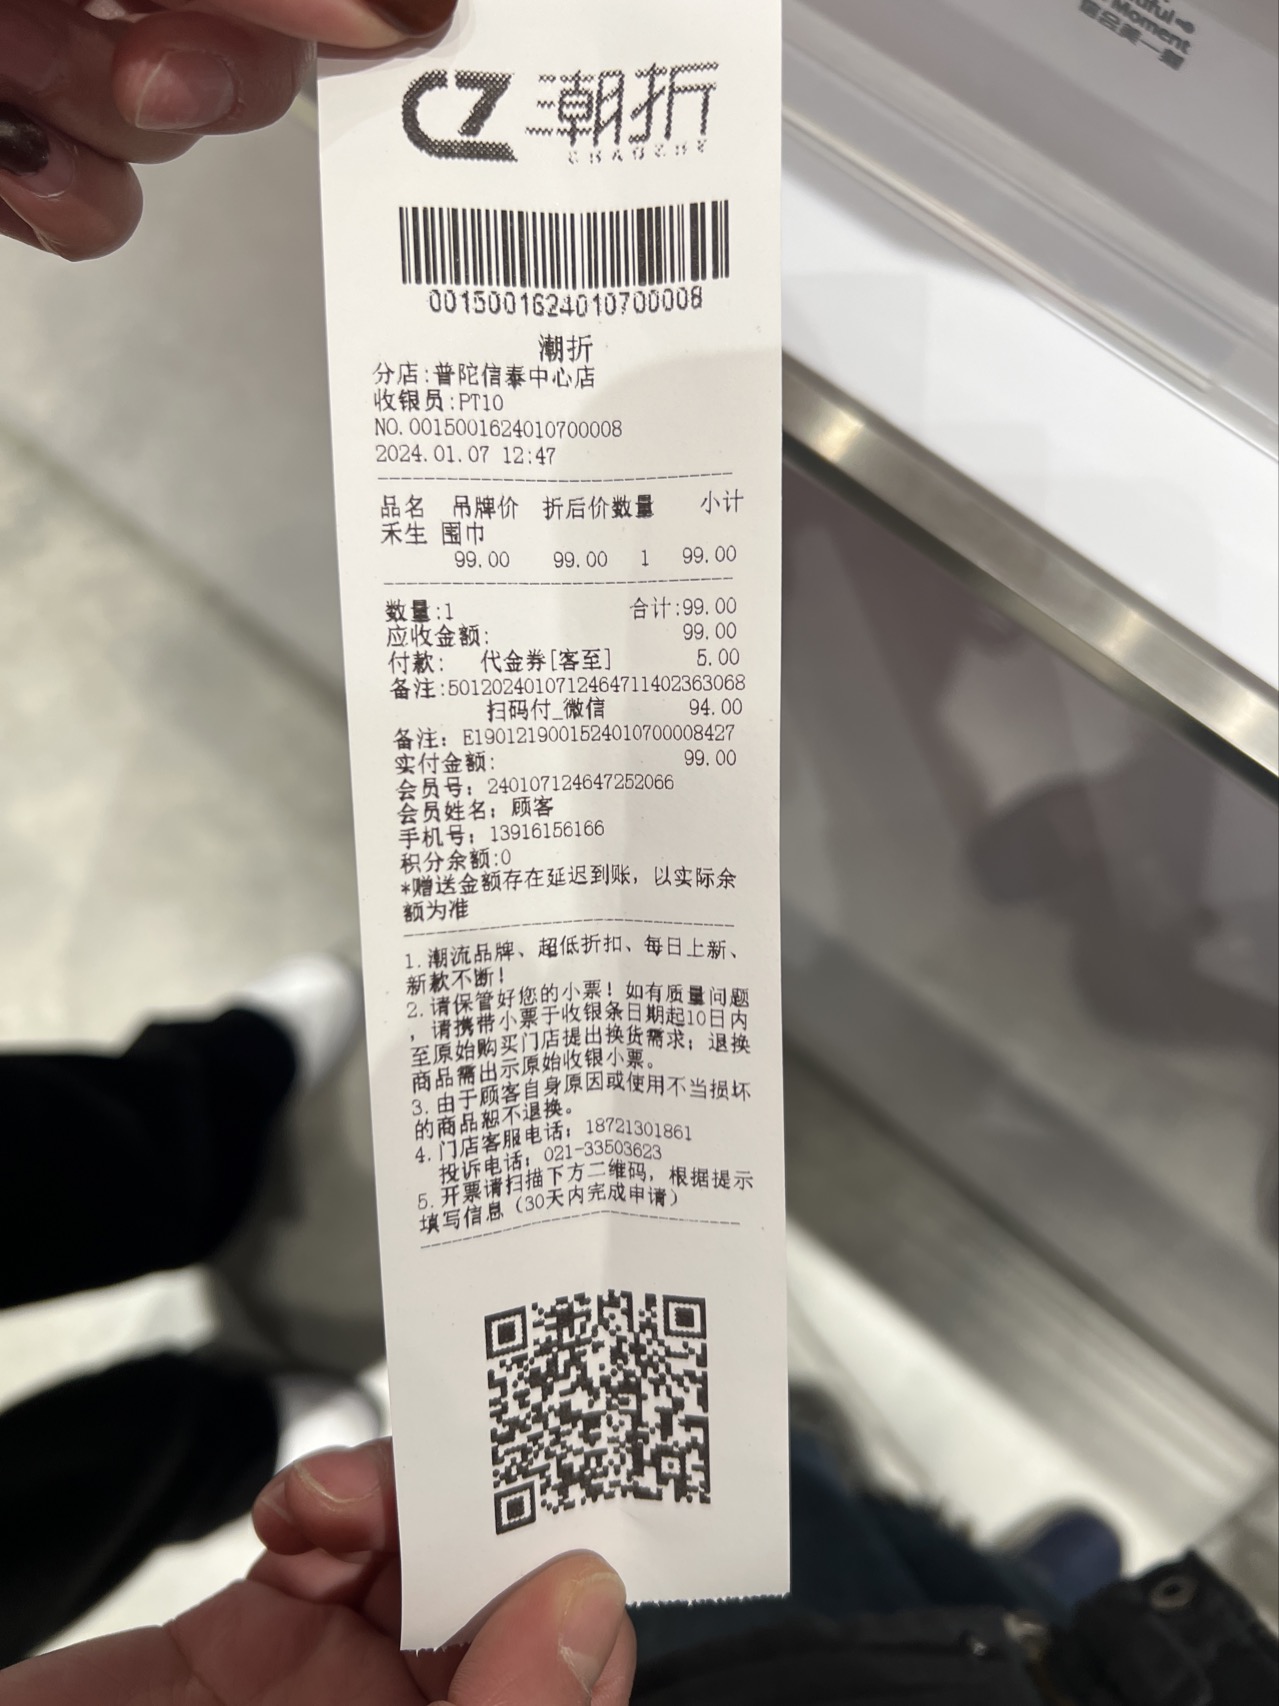 tiful
Moment
CZ 潮折
CHAOZHE
0015001624010700008
潮折
分店:普陀信泰中心店
收银员:PT10
NO.0015001624010700008
2024.01.07 12:47
品名 吊牌价 折后价数量 小计
禾生 围巾
99.00 99.00 1 99.00
数量:1 合计:99.00
应收金额: 99.00
付款: 代金券[客至] 5.00
备注:5012024010712464711402363068
扫码付_微信 94.00
备注: E19012190015240107000008427
实付金额: 99.00
会员号: 240107124647252066
会员姓名: 顾客
手机号: 13916156166
积分余额:0
*赠送金额存在延迟到账，以实际余
额为准
1.潮流品牌、超低折扣、每日上新、
新款不断!
2.请保管好您的小票! 如有质量问题
，请携带小票于收银条日期起10日内
至原始购买门店提出换货需求; 退换
商品需出示原始收银小票。
3.由于顾客自身原因或使用不当损坏
的商品恕不退换。
4.门店客服电话: 18721301861
投诉电话: 021-33503623
5.开票请扫描下方二维码，根据提示
填写信息（30天内完成申请）